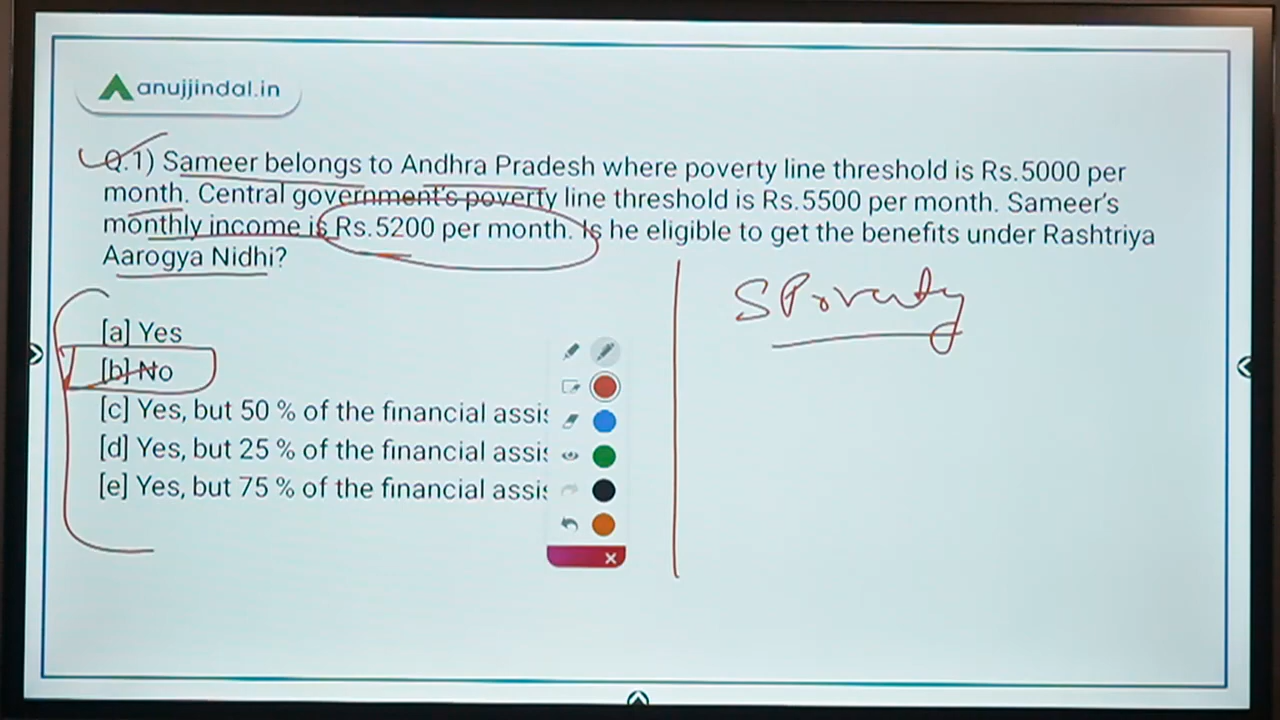 anujjindal.in
Q.1) Sameer belongs to Andhra Pradesh where poverty line threshold is Rs.5000 per
month. Central government's poverty line threshold is Rs.5500 per month. Sameer's
monthly income is Rs.5200 per month. Is he eligible to get the benefits under Rashtriya
Aarogya Nidhi?
[a] Yes
[b] No
[c] Yes, but 50 % of the financial assis
[d] Yes, but 25 % of the financial assis
[e] Yes, but 75 % of the financial assis
S Poverty